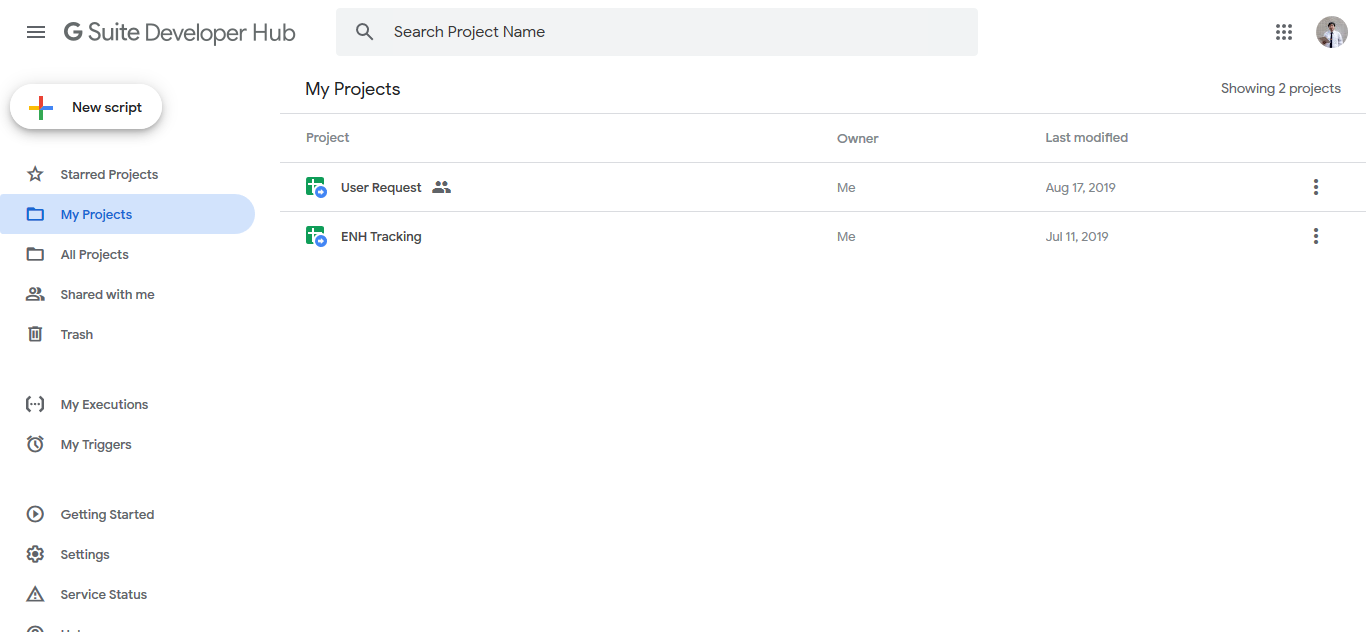 G Suite Developer Hub
Search Project Name
New script
Starred Projects
My Projects
All Projects
Shared with me
Trash
My Executions
My Triggers
Getting Started
Settings
Service Status
My Projects
Showing 2 projects
Project Owner Last modified
User Request Me Aug 17, 2019
ENH Tracking Me Jul 11, 2019